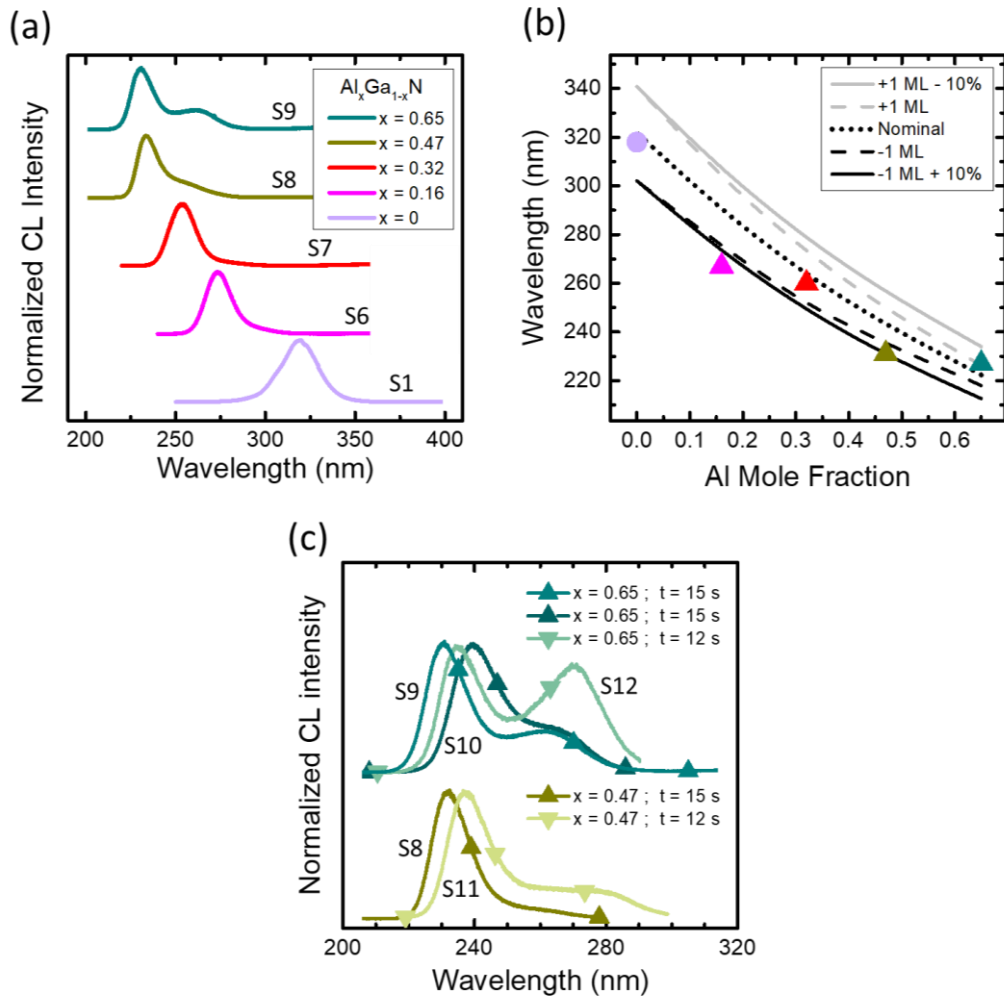 (a)
Normalized CL Intensity
Al_xGa_{1-x}N
x = 0.65
x = 0.47
x = 0.32
x = 0.16
x = 0
S9
S8
S7
S6
S1
200 250 300 350 400
Wavelength (nm)
(b)
Wavelength (nm)
340
320
300
280
260
240
220
+1 ML - 10%
+1 ML
Nominal
-1 ML
-1 ML + 10%
0.0 0.1 0.2 0.3 0.4 0.5 0.6
Al Mole Fraction
(c)
Normalized CL intensity
x = 0.65 ; t = 15 s
x = 0.65 ; t = 15 s
x = 0.65 ; t = 12 s
S9
S12
S10
x = 0.47 ; t = 15 s
x = 0.47 ; t = 12 s
S8
S11
200 240 280 320
Wavelength (nm)